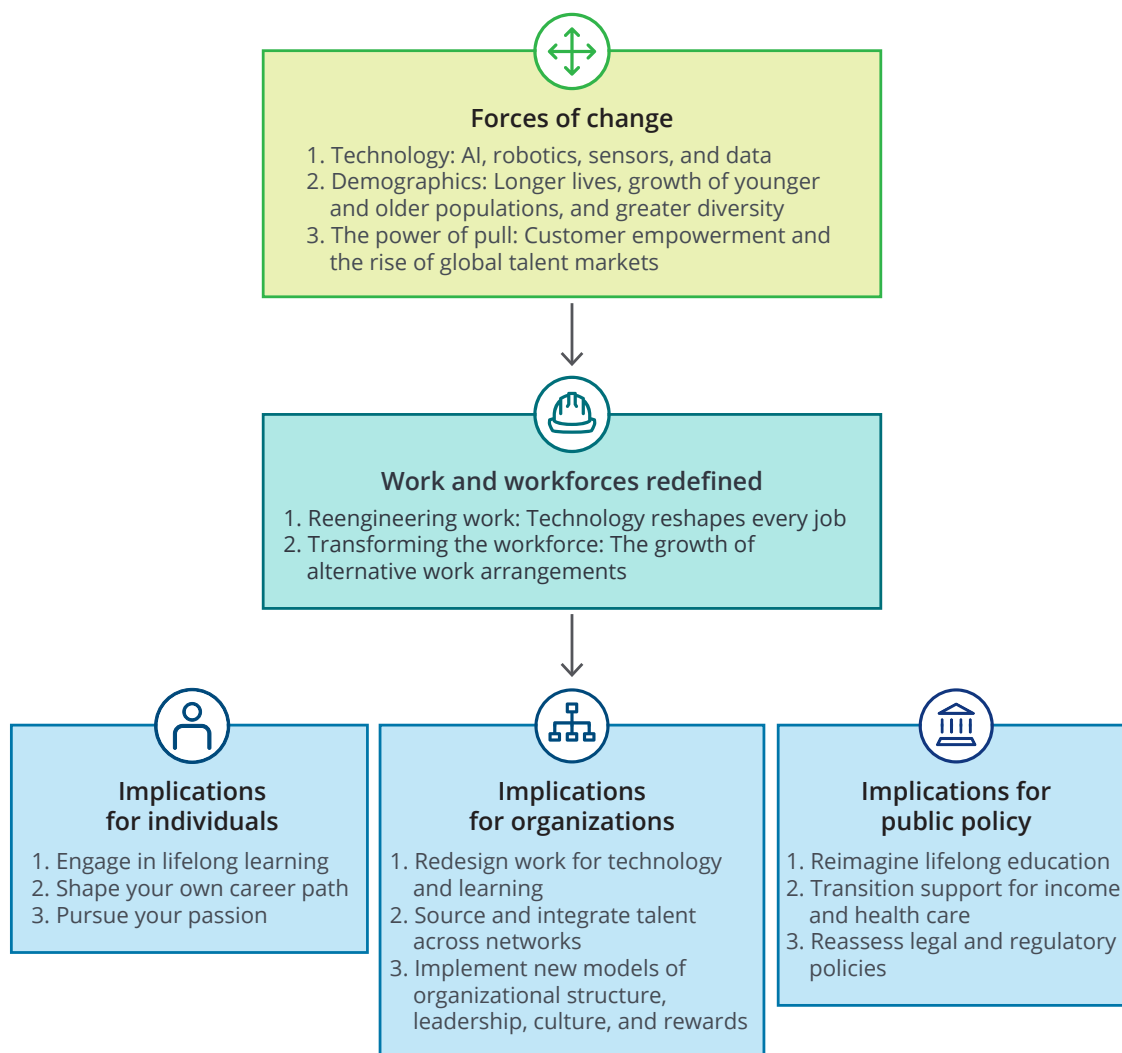 Forces of change
1. Technology: AI, robotics, sensors, and data
2. Demographics: Longer lives, growth of younger
and older populations, and greater diversity
3. The power of pull: Customer empowerment and
the rise of global talent markets
Work and workforces redefined
1. Reengineering work: Technology reshapes every job
2. Transforming the workforce: The growth of
alternative work arrangements
Implications
for individuals
1. Engage in lifelong learning
2. Shape your own career path
3. Pursue your passion
Implications
for organizations
1. Redesign work for technology
and learning
2. Source and integrate talent
across networks
3. Implement new models of
organizational structure,
leadership, culture, and rewards
Implications for
public policy
1. Reimagine lifelong education
2. Transition support for income
and health care
3. Reassess legal and regulatory
policies